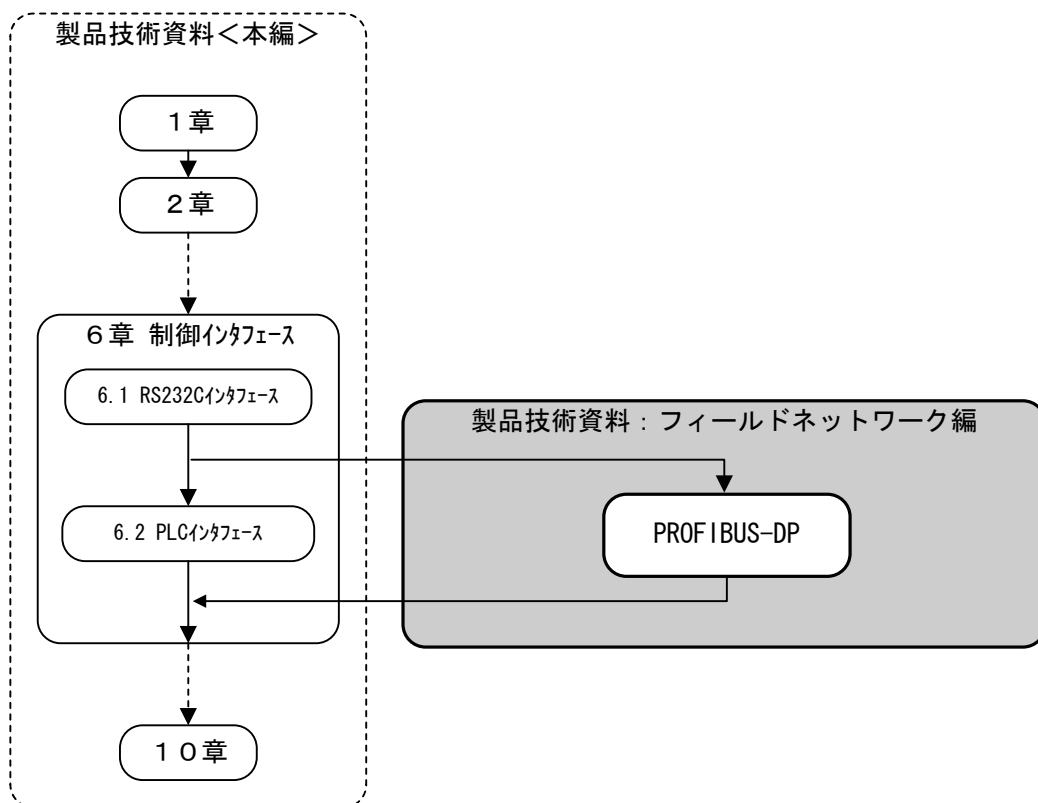 製品技術資料＜本編＞
１章
２章
６章 制御ｲﾝﾀﾌｪｰｽ
6.1 RS232Cｲﾝﾀﾌｪｰｽ
製品技術資料：フィールドネットワーク編
6.2 PLCｲﾝﾀﾌｪｰｽ
PROFIBUS-DP
１０章